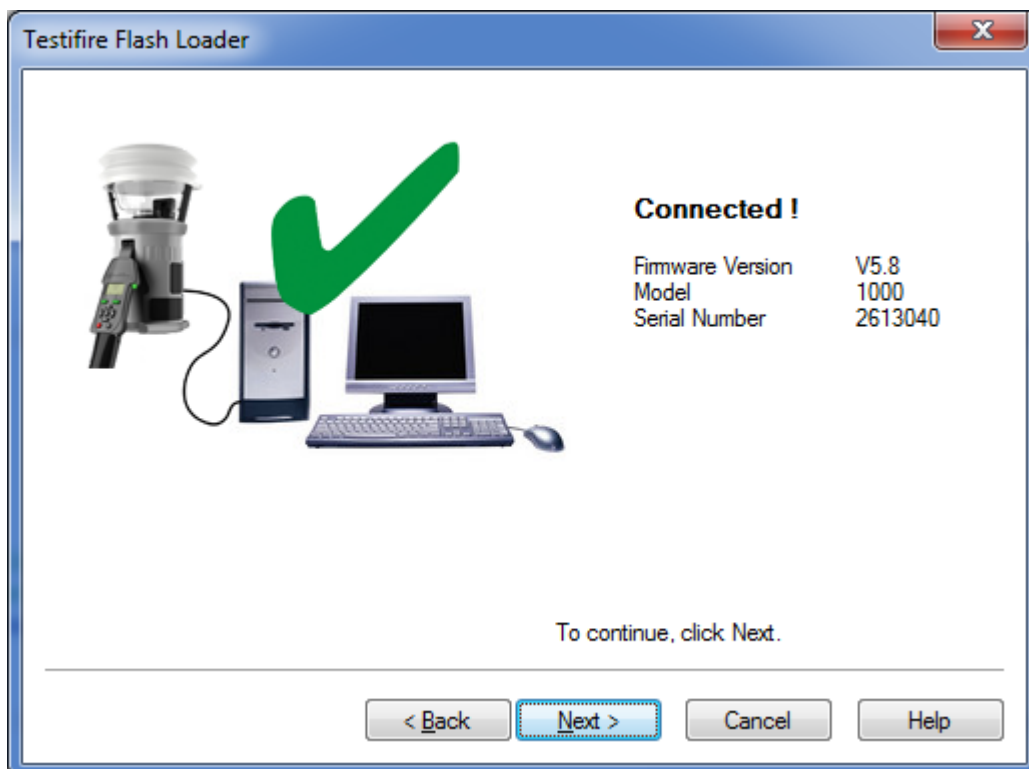 Testifire Flash Loader
Connected !
Firmware Version V5.8
Model 1000
Serial Number 2613040
To continue, click Next.
< Back Next > Cancel Help